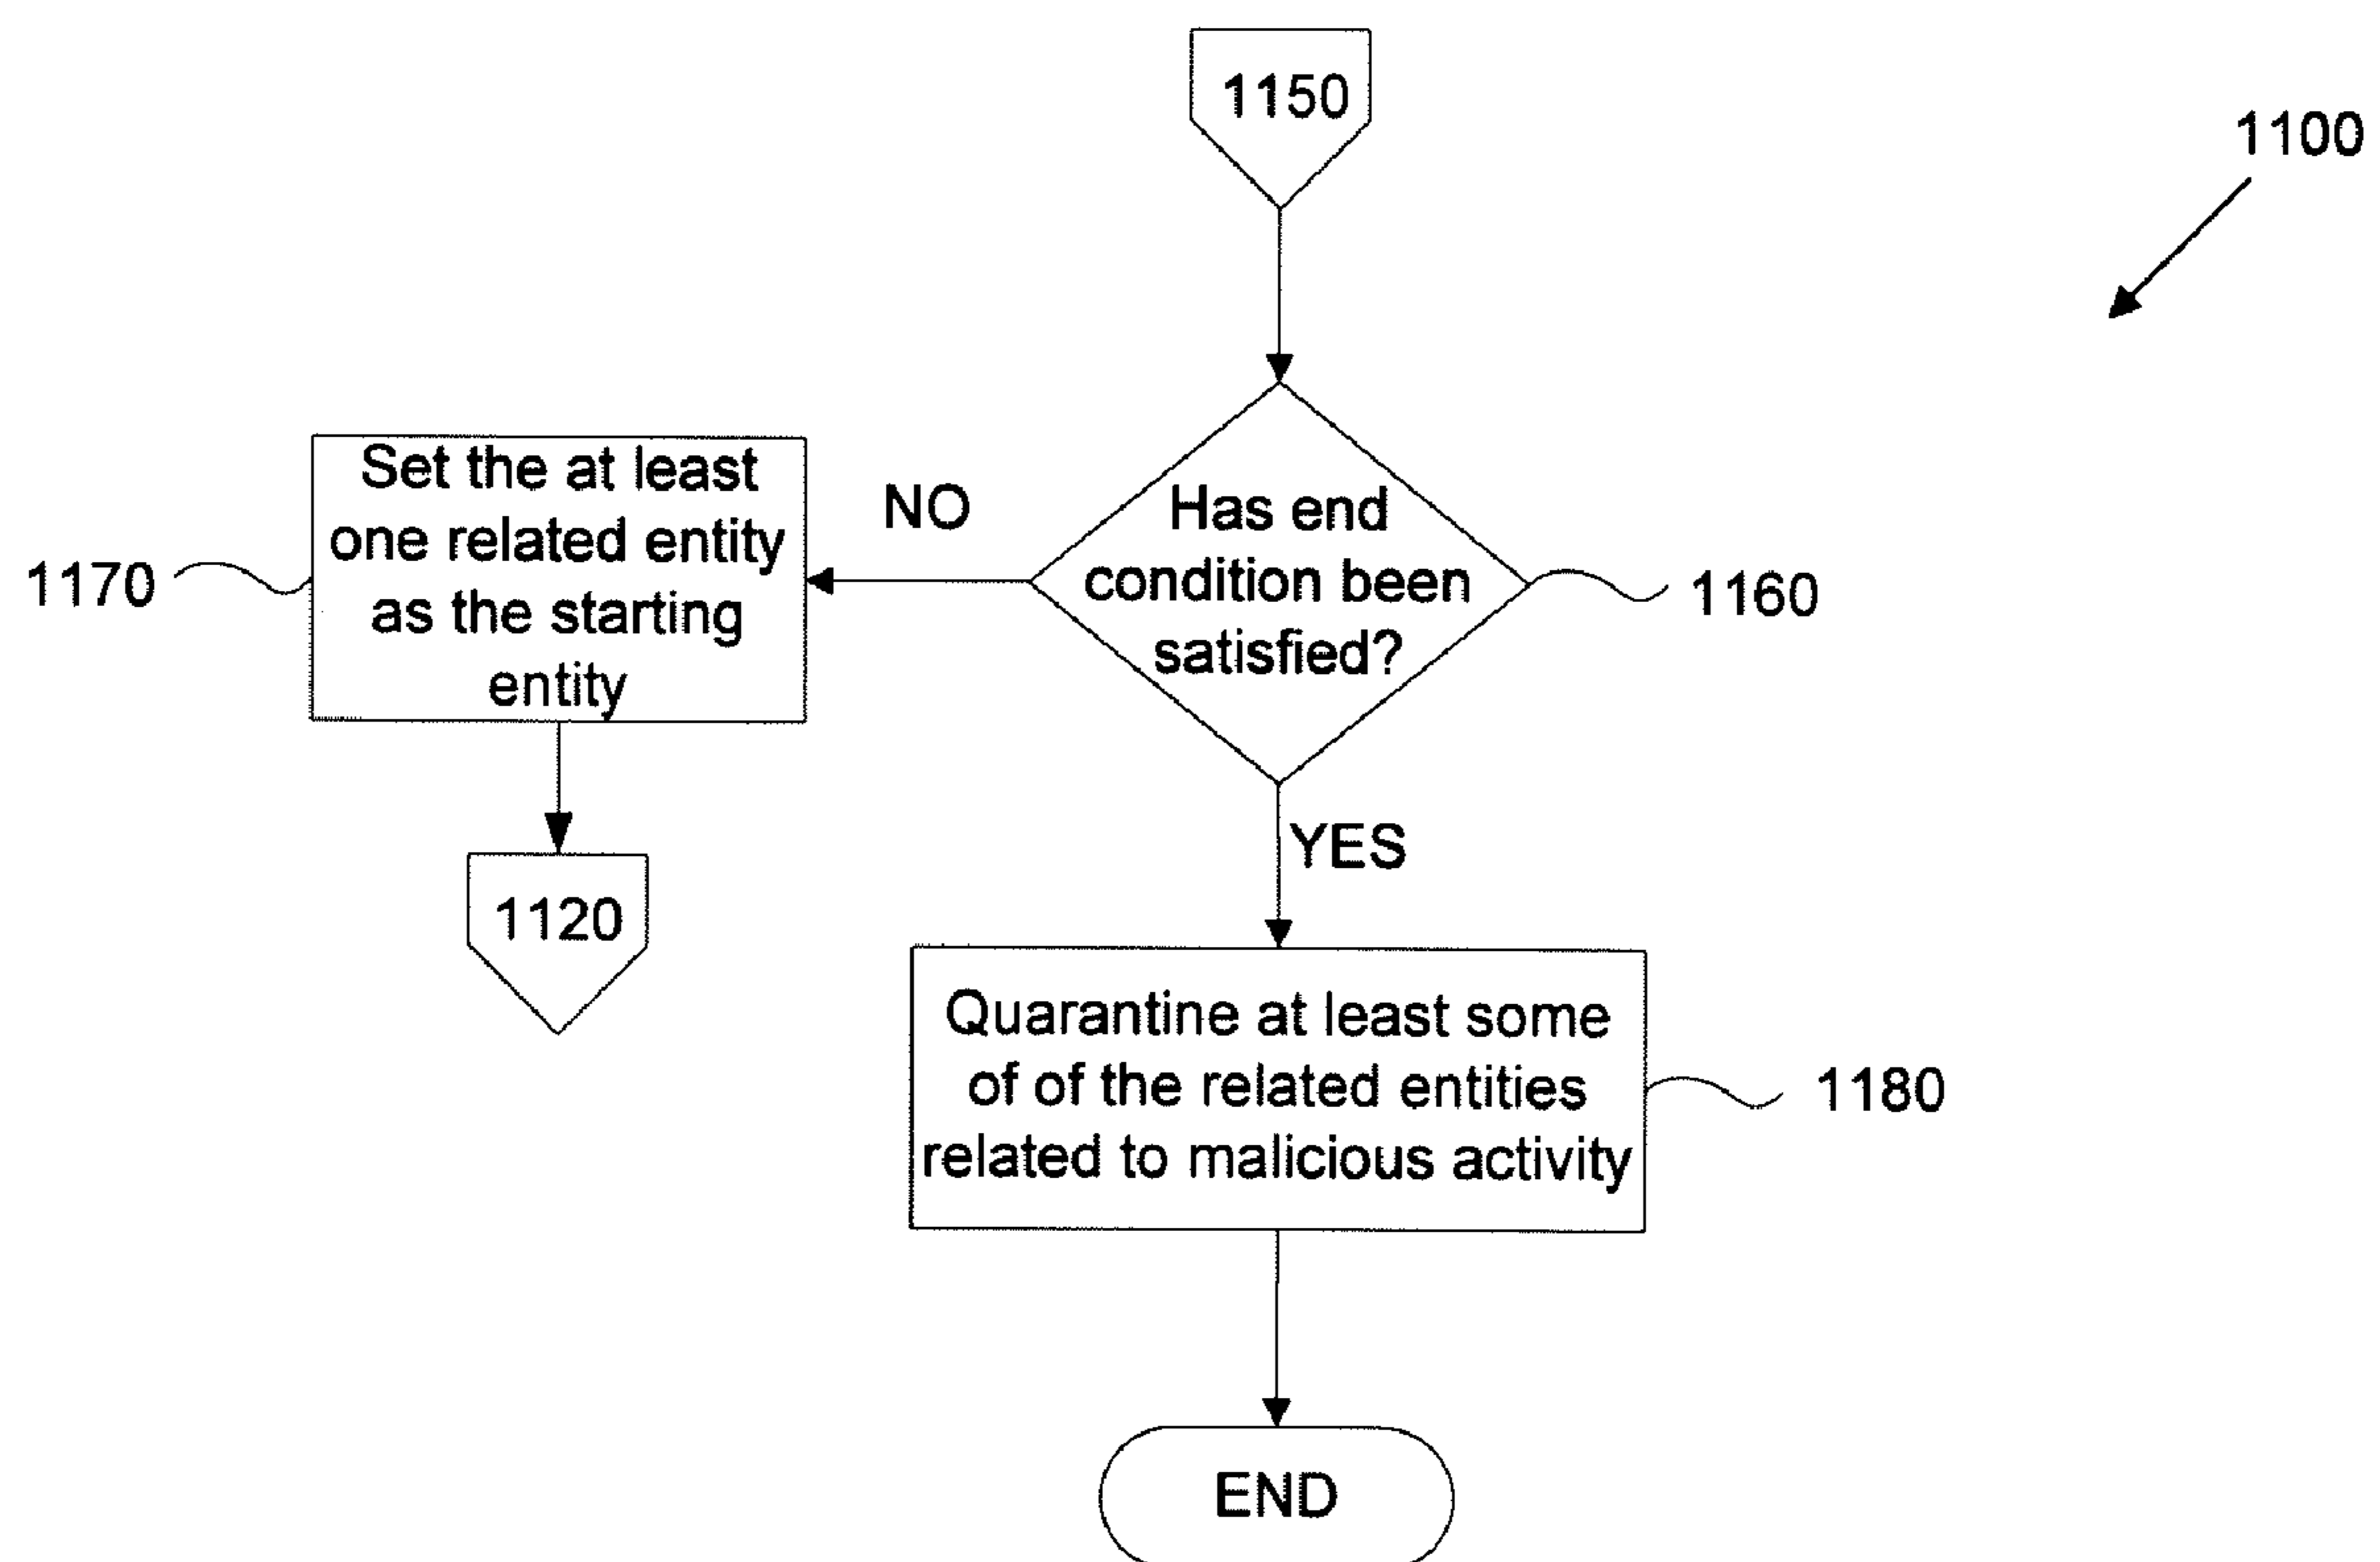 1150
1100
Has end
condition been
satisfied?
1160
NO
Set the at least
one related entity
as the starting
entity
1170
1120
YES
Quarantine at least some
of of the related entities
related to malicious activity
1180
END